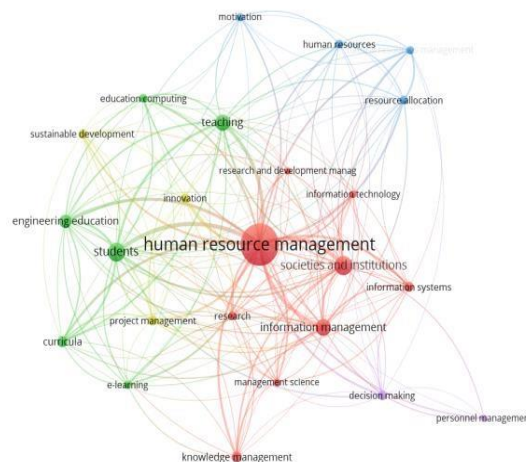 motivation
human resources
management
education computing
resource allocation
teaching
sustainable development
research and development manag
information technology
innovation
engineering education
human resource management
students
societies and institutions
information systems
research
project management
information management
curricula
management science
e-learning
decision making
personnel management
knowledge management